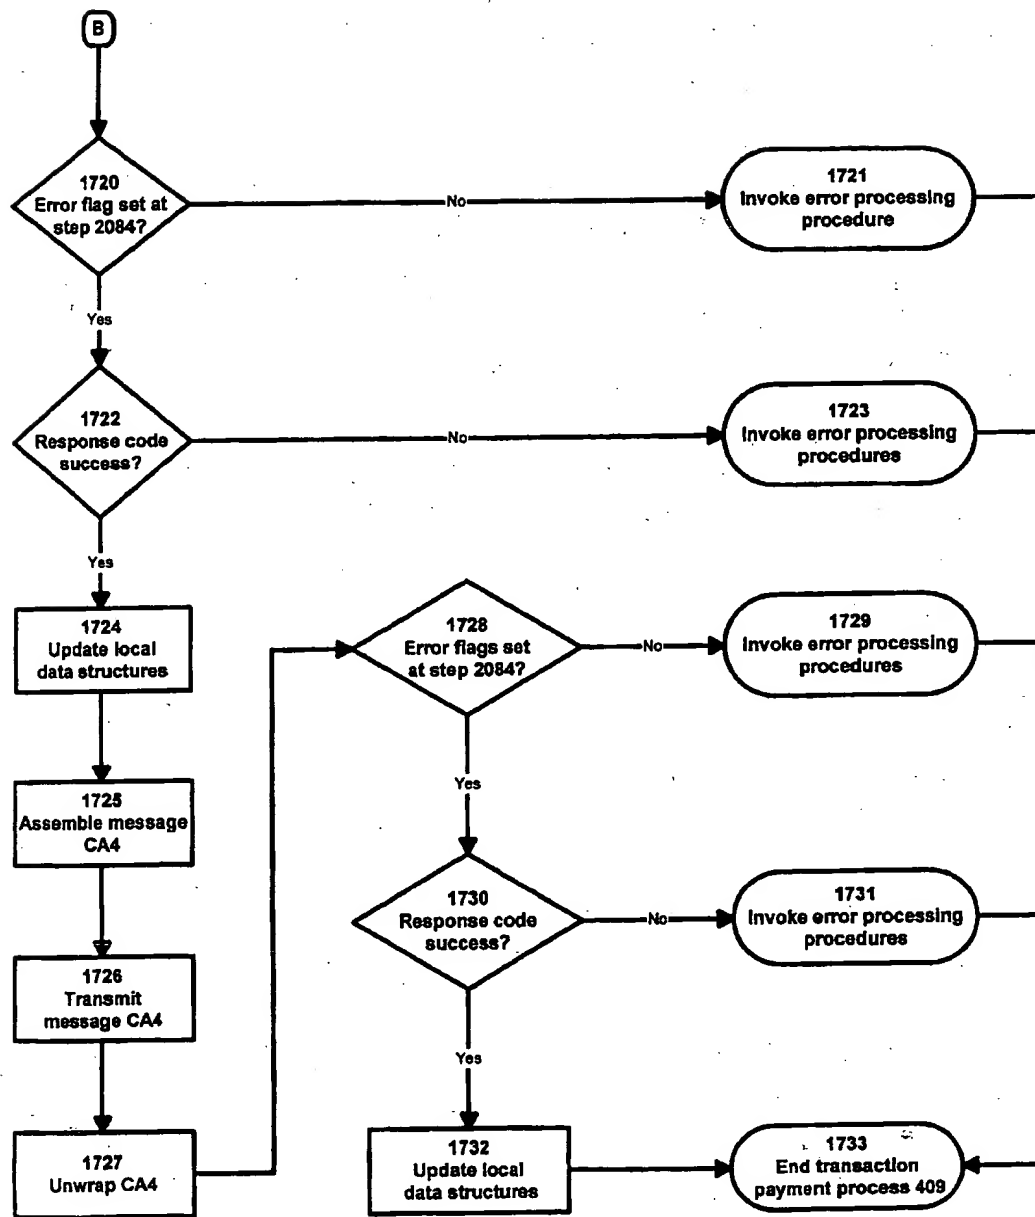 B
1720
Error flag set at
step 2084?
No
1721
Invoke error processing
procedure
Yes
1722
Response code
success?
No
1723
Invoke error processing
procedures
Yes
1724
Update local
data structures
1725
Assemble message
CA4
1726
Transmit
message CA4
1727
Unwrap CA4
1728
Error flags set
at step 2084?
No
1729
Invoke error processing
procedures
Yes
1730
Response code
success?
No
1731
Invoke error processing
procedures
Yes
1732
Update local
data structures
1733
End transaction
payment process 409